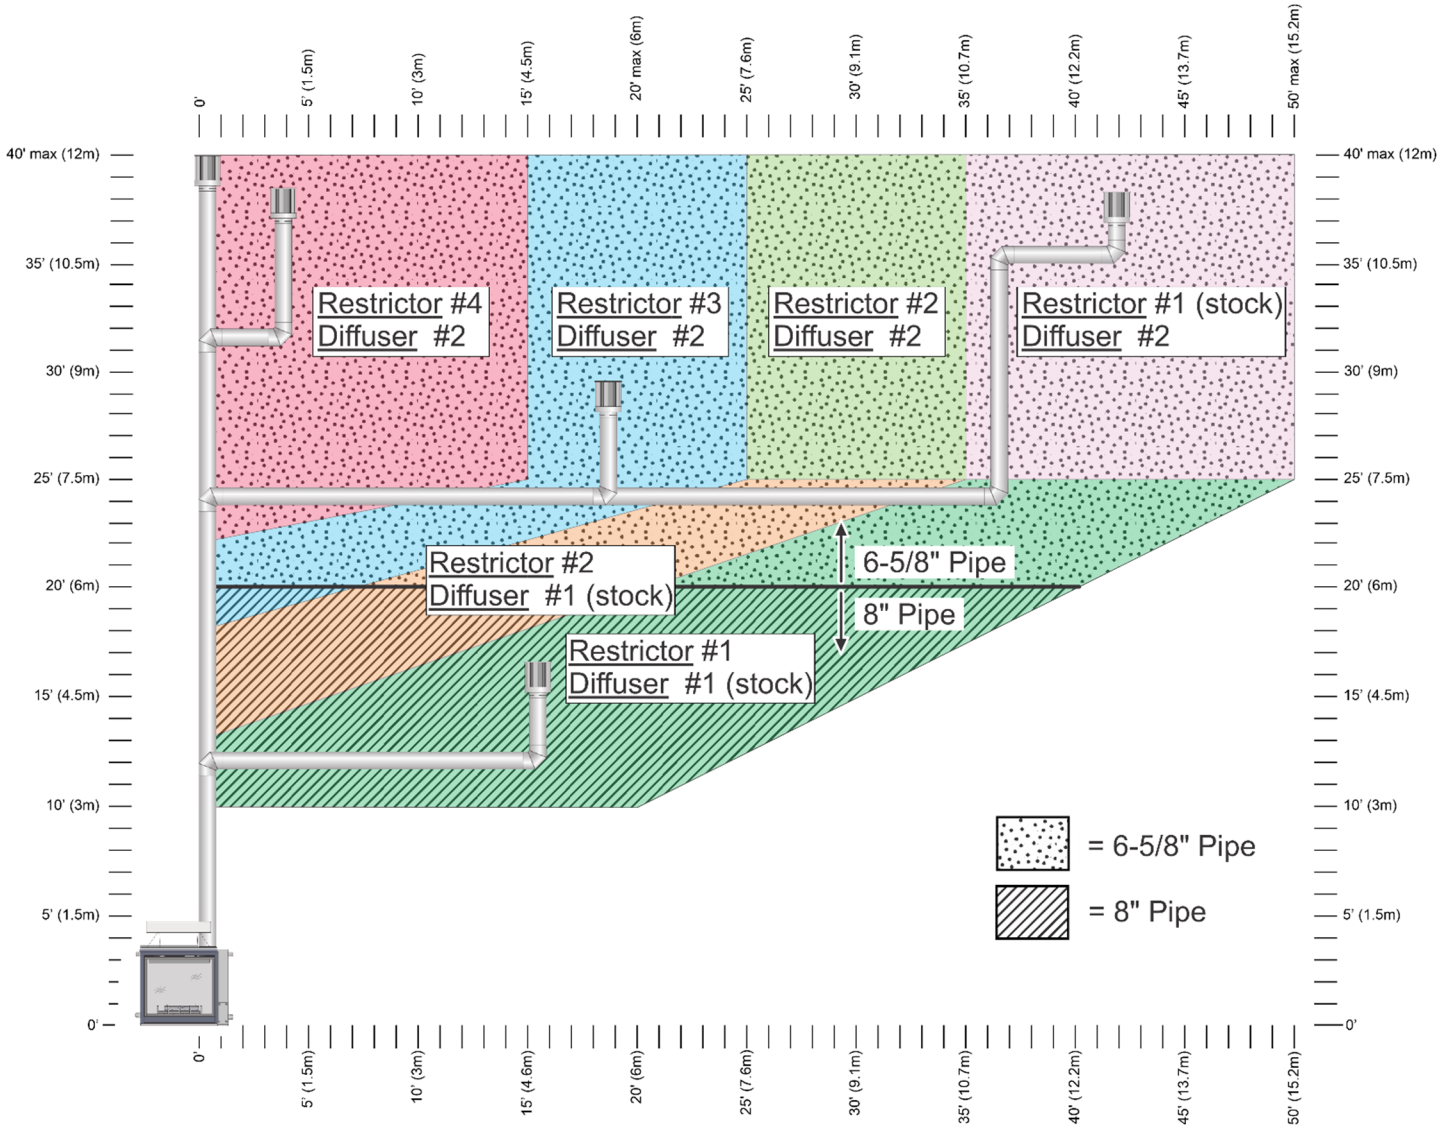 0'
5' (1.5m)
10' (3m)
15' (4.5m)
20' max (6m)
25' (7.6m)
30' (9.1m)
35' (10.7m)
40' (12.2m)
45' (13.7m)
50' max (15.2m)
40' max (12m)
40' max (12m)
35' (10.5m)
35' (10.5m)
Restrictor #4
Diffuser #2
Restrictor #3
Diffuser #2
Restrictor #2
Diffuser #2
Restrictor #1 (stock)
Diffuser #2
30' (9m)
30' (9m)
25' (7.5m)
25' (7.5m)
Restrictor #2
Diffuser #1 (stock)
6-5/8" Pipe
20' (6m)
20' (6m)
8" Pipe
Restrictor #1
Diffuser #1 (stock)
15' (4.5m)
15' (4.5m)
10' (3m)
10' (3m)
= 6-5/8" Pipe
= 8" Pipe
5' (1.5m)
5' (1.5m)
0'
0'
0'
5' (1.5m)
10' (3m)
15' (4.6m)
20' (6m)
25' (7.6m)
30' (9.1m)
35' (10.7m)
40' (12.2m)
45' (13.7m)
50' (15.2m)